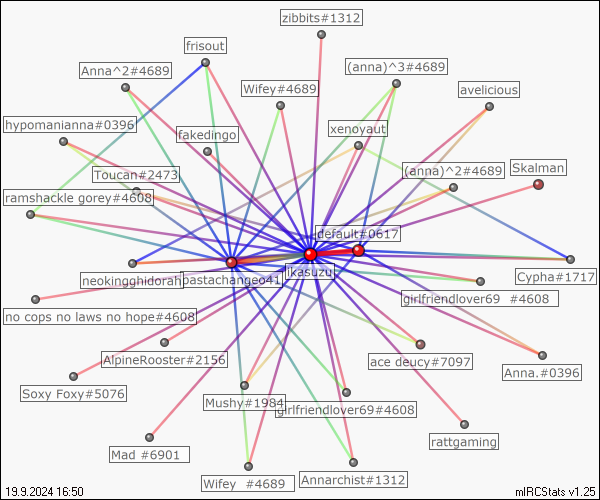 zibbits#1312
frisout
Anna^2#4689
(anna)^3#4689
Wifey#4689
avelicious
hypomanianna#0396
fakedingo
xenoyaut
Toucan#2473
(anna)^2#4689
Skalman
ramshackle gorey#4608
default#0617
neokingghidorah
pastachangeo41
ikasuzu
Cypha#1717
girlfriendlover69 #4608
no cops no laws no hope#4608
AlpineRooster#2156
ace deucy#7097
Anna.#0396
Soxy Foxy#5076
Mushy#1984
girlfriendlover69#4608
rattgaming
Mad #6901
Wifey #4689
Annarchist#1312
19.9.2024 16:50
mIRCStats v1.25